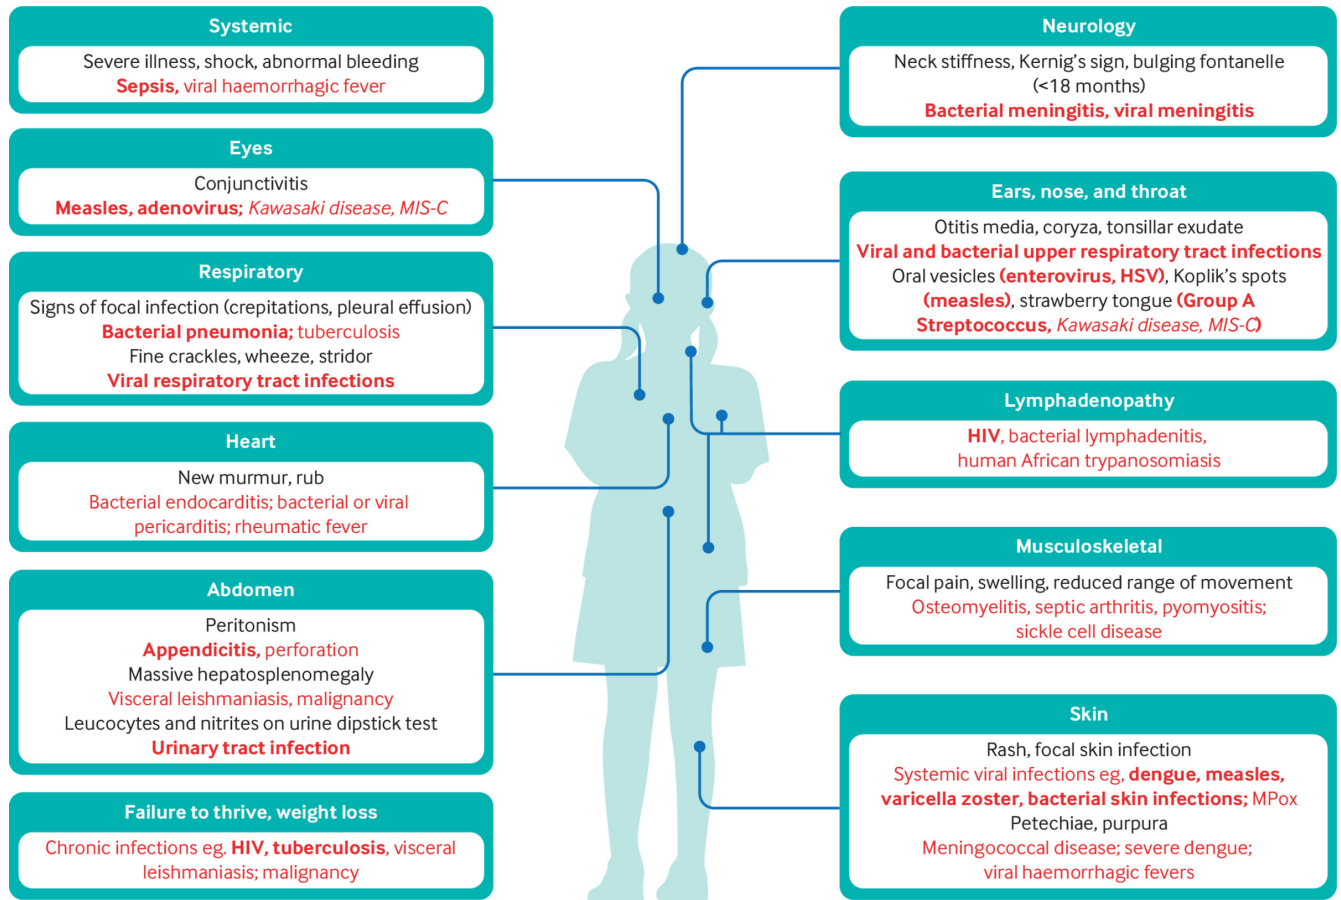 Systemic
Severe illness, shock, abnormal bleeding
Sepsis, viral haemorrhagic fever
Eyes
Conjunctivitis
Measles, adenovirus; Kawasaki disease, MIS-C
Respiratory
Signs of focal infection (crepitations, pleural effusion)
Bacterial pneumonia; tuberculosis
Fine crackles, wheeze, stridor
Viral respiratory tract infections
Heart
New murmur, rub
Bacterial endocarditis; bacterial or viral
pericarditis; rheumatic fever
Abdomen
Peritonism
Appendicitis, perforation
Massive hepatosplenomegaly
Visceral leishmaniasis, malignancy
Leucocytes and nitrites on urine dipstick test
Urinary tract infection
Failure to thrive, weight loss
Chronic infections eg. HIV, tuberculosis, visceral
leishmaniasis; malignancy
Neurology
Neck stiffness, Kernig's sign, bulging fontanelle
(<18 months)
Bacterial meningitis, viral meningitis
Ears, nose, and throat
Otitis media, coryza, tonsillar exudate
Viral and bacterial upper respiratory tract infections
Oral vesicles (enterovirus, HSV), Koplik's spots
(measles), strawberry tongue (Group A
Streptococcus, Kawasaki disease, MIS-C)
Lymphadenopathy
HIV, bacterial lymphadenitis,
human African trypanosomiasis
Musculoskeletal
Focal pain, swelling, reduced range of movement
Osteomyelitis, septic arthritis, pyomyositis;
sickle cell disease
Skin
Rash, focal skin infection
Systemic viral infections eg, dengue, measles,
varicella zoster, bacterial skin infections; MPox
Petechiae, purpura
Meningococcal disease; severe dengue;
viral haemorrhagic fevers